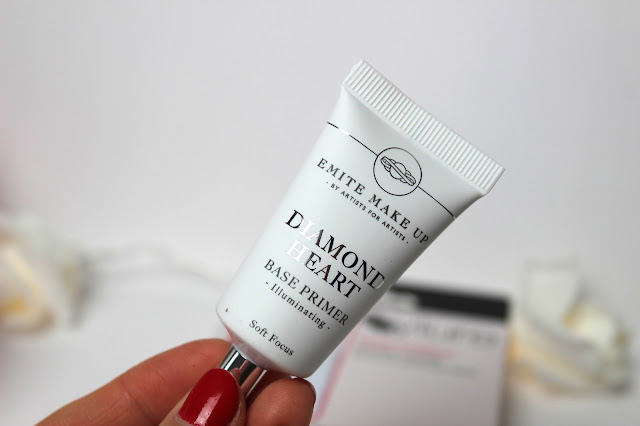 EMITE MAKE UP
- BY ARTISTS FOR ARTISTS -
DIAMOND
HEART
BASE PRIMER
- Illuminating -
Soft Focus